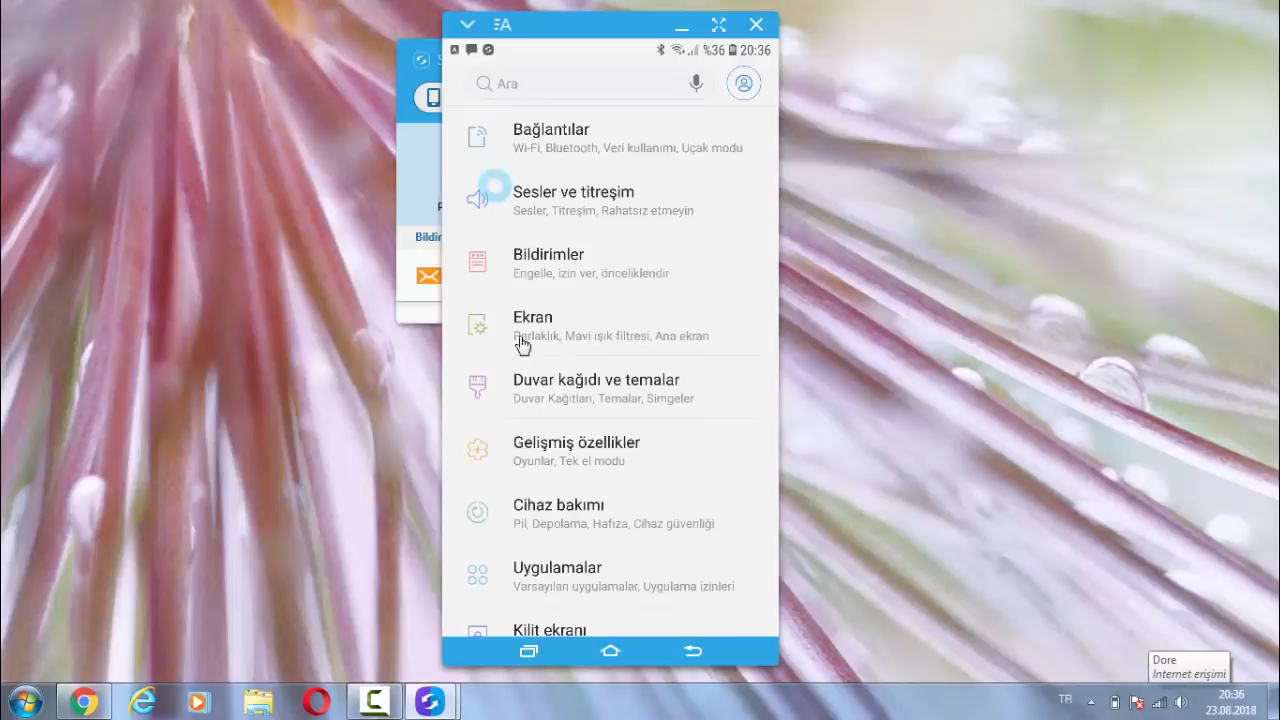 Ara
%36 20:36
Bağlantılar
Wi-Fi, Bluetooth, Veri kullanımı, Uçak modu
Sesler ve titreşim
Sesler, Titreşim, Rahatsız etmeyin
Bildir
Bildirimler
Engelle, izin ver, önceliklendir
Ekran
Parlaklık, Mavi ışık filtresi, Ana ekran
Duvar kağıdı ve temalar
Duvar Kağıtları, Temalar, Simgeler
Gelişmiş özellikler
Oyunlar, Tek el modu
Cihaz bakımı
Pil, Depolama, Hafıza, Cihaz güvenliği
Uygulamalar
Varsayılan uygulamalar, Uygulama izinleri
Kilit ekranı
Dore
Internet erişimi
TR
20:36
23.08.2018